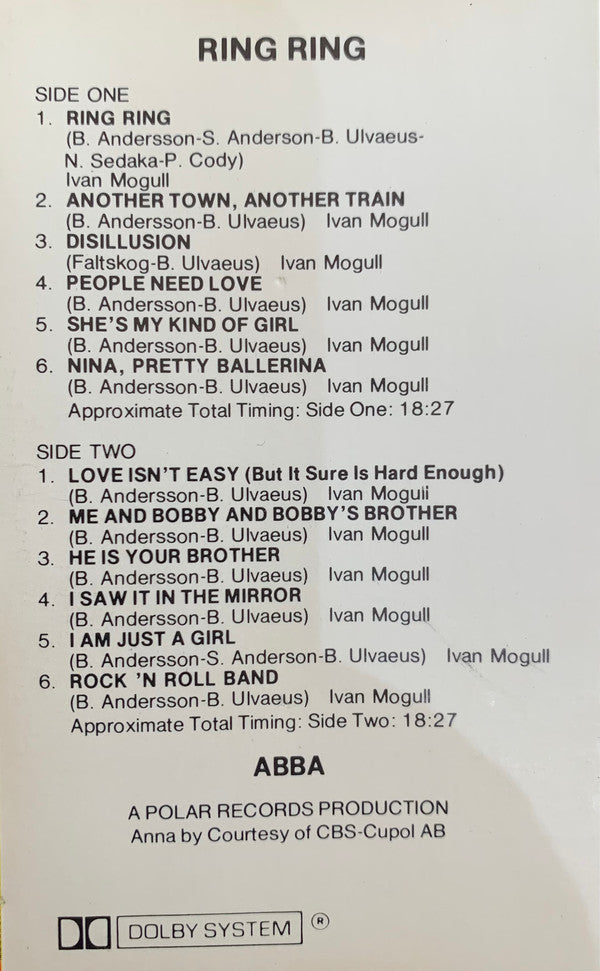 RING RING
SIDE ONE
1. RING RING
(B. Andersson-S. Anderson-B. Ulvaeus-
N. Sedaka-P. Cody)
Ivan Mogull
2. ANOTHER TOWN, ANOTHER TRAIN
(B. Andersson-B. Ulvaeus) Ivan Mogull
3. DISILLUSION
(Faltskog-B. Ulvaeus) Ivan Mogull
4. PEOPLE NEED LOVE
(B. Andersson-B. Ulvaeus) Ivan Mogull
5. SHE'S MY KIND OF GIRL
(B. Andersson-B. Ulvaeus) Ivan Mogull
6. NINA, PRETTY BALLERINA
(B. Andersson-B. Ulvaeus) Ivan Mogull
Approximate Total Timing: Side One: 18:27
SIDE TWO
1. LOVE ISN'T EASY (But It Sure Is Hard Enough)
(B. Andersson-B. Ulvaeus) Ivan Mogull
2. ME AND BOBBY AND BOBBY'S BROTHER
(B. Andersson-B. Ulvaeus) Ivan Mogull
3. HE IS YOUR BROTHER
(B. Andersson-B. Ulvaeus) Ivan Mogull
4. I SAW IT IN THE MIRROR
(B. Andersson-B. Ulvaeus) Ivan Mogull
5. I AM JUST A GIRL
(B. Andersson-S. Anderson-B. Ulvaeus) Ivan Mogull
6. ROCK 'N ROLL BAND
(B. Andersson-B. Ulvaeus) Ivan Mogull
Approximate Total Timing: Side Two: 18:27
ABBA
A POLAR RECORDS PRODUCTION
Anna by Courtesy of CBS-Cupol AB
DOLBY SYSTEM ®